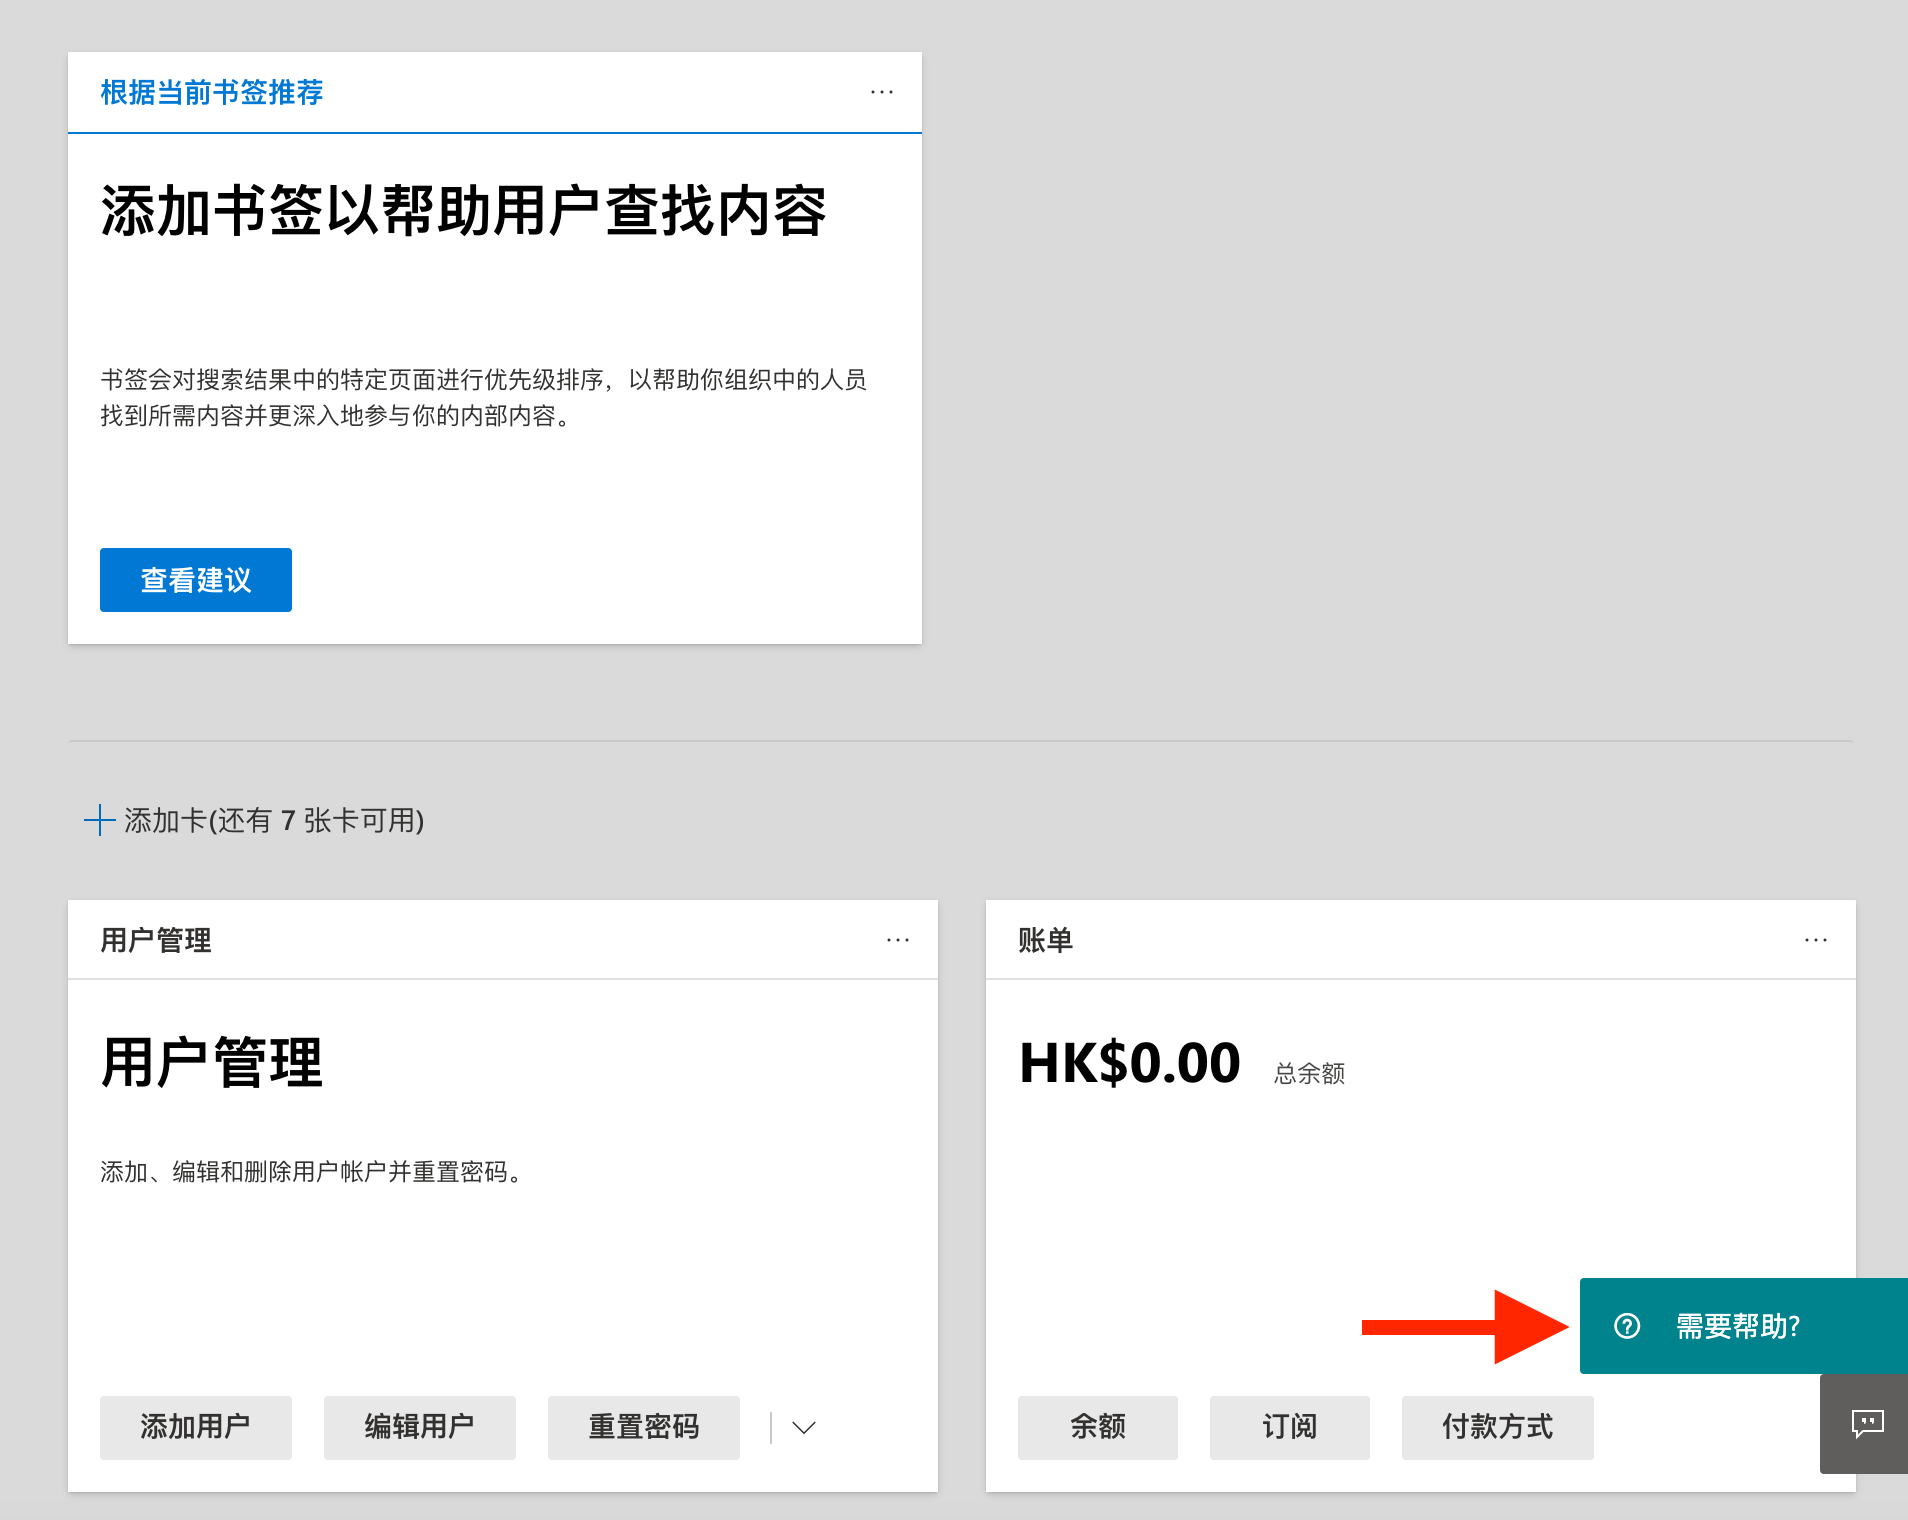 根据当前书签推荐
添加书签以帮助用户查找内容
书签会对搜索结果中的特定页面进行优先级排序，以帮助你组织中的人员
找到所需内容并更深入地参与你的内部内容。
查看建议
添加卡(还有 7 张卡可用)
用户管理
用户管理
添加、编辑和删除用户帐户并重置密码。
添加用户
编辑用户
重置密码
账单
HK$0.00 总余额
需要帮助?
余额
订阅
付款方式